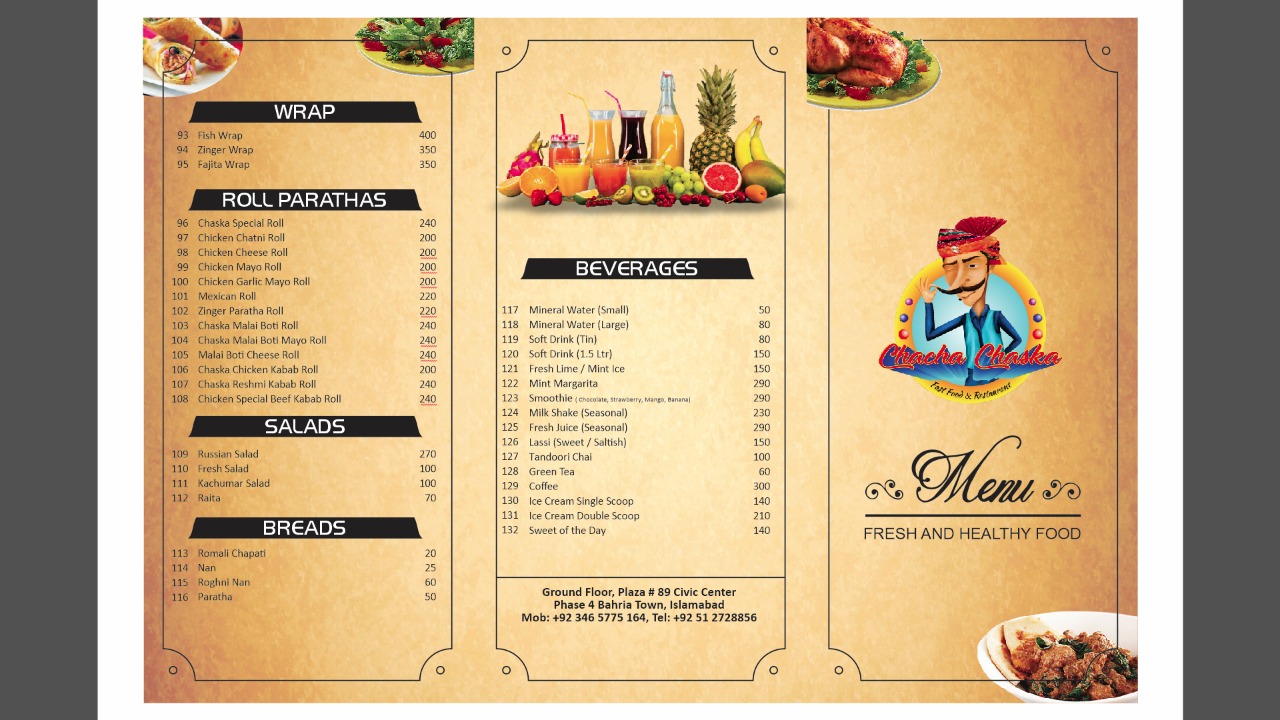 WRAP
93 Fish Wrap 400
94 Zinger Wrap 350
95 Fajita Wrap 350
ROLL PARATHAS
96 Chaska Special Roll 240
97 Chicken Chatni Roll 200
98 Chicken Cheese Roll 200
99 Chicken Mayo Roll 200
100 Chicken Garlic Mayo Roll 200
101 Mexican Roll 220
102 Zinger Paratha Roll 220
103 Chaska Malai Boti Roll 240
104 Chaska Malai Boti Mayo Roll 240
105 Malai Boti Cheese Roll 240
106 Chaska Chicken Kabab Roll 200
107 Chaska Reshmi Kabab Roll 240
108 Chicken Special Beef Kabab Roll 240
SALADS
109 Russian Salad 270
110 Fresh Salad 100
111 Kachumar Salad 100
112 Raita 70
BREADS
113 Romali Chapati 20
114 Nan 25
115 Roghni Nan 60
116 Paratha 50
BEVERAGES
117 Mineral Water (Small) 50
118 Mineral Water (Large) 80
119 Soft Drink (Tin) 80
120 Soft Drink (1.5 Ltr) 150
121 Fresh Lime / Mint Ice 150
122 Mint Margarita 290
123 Smoothie ( Chocolate, Strawberry, Mango, Banana) 290
124 Milk Shake (Seasonal) 230
125 Fresh Juice (Seasonal) 290
126 Lassi (Sweet / Saltish) 150
127 Tandoori Chai 100
128 Green Tea 60
129 Coffee 300
130 Ice Cream Single Scoop 140
131 Ice Cream Double Scoop 210
132 Sweet of the Day 140
Ground Floor, Plaza # 89 Civic Center
Phase 4 Bahria Town, Islamabad
Mob: +92 346 5775 164, Tel: +92 51 2728856
Chacha Chaska
Fast Food & Restaurant
Menu
FRESH AND HEALTHY FOOD